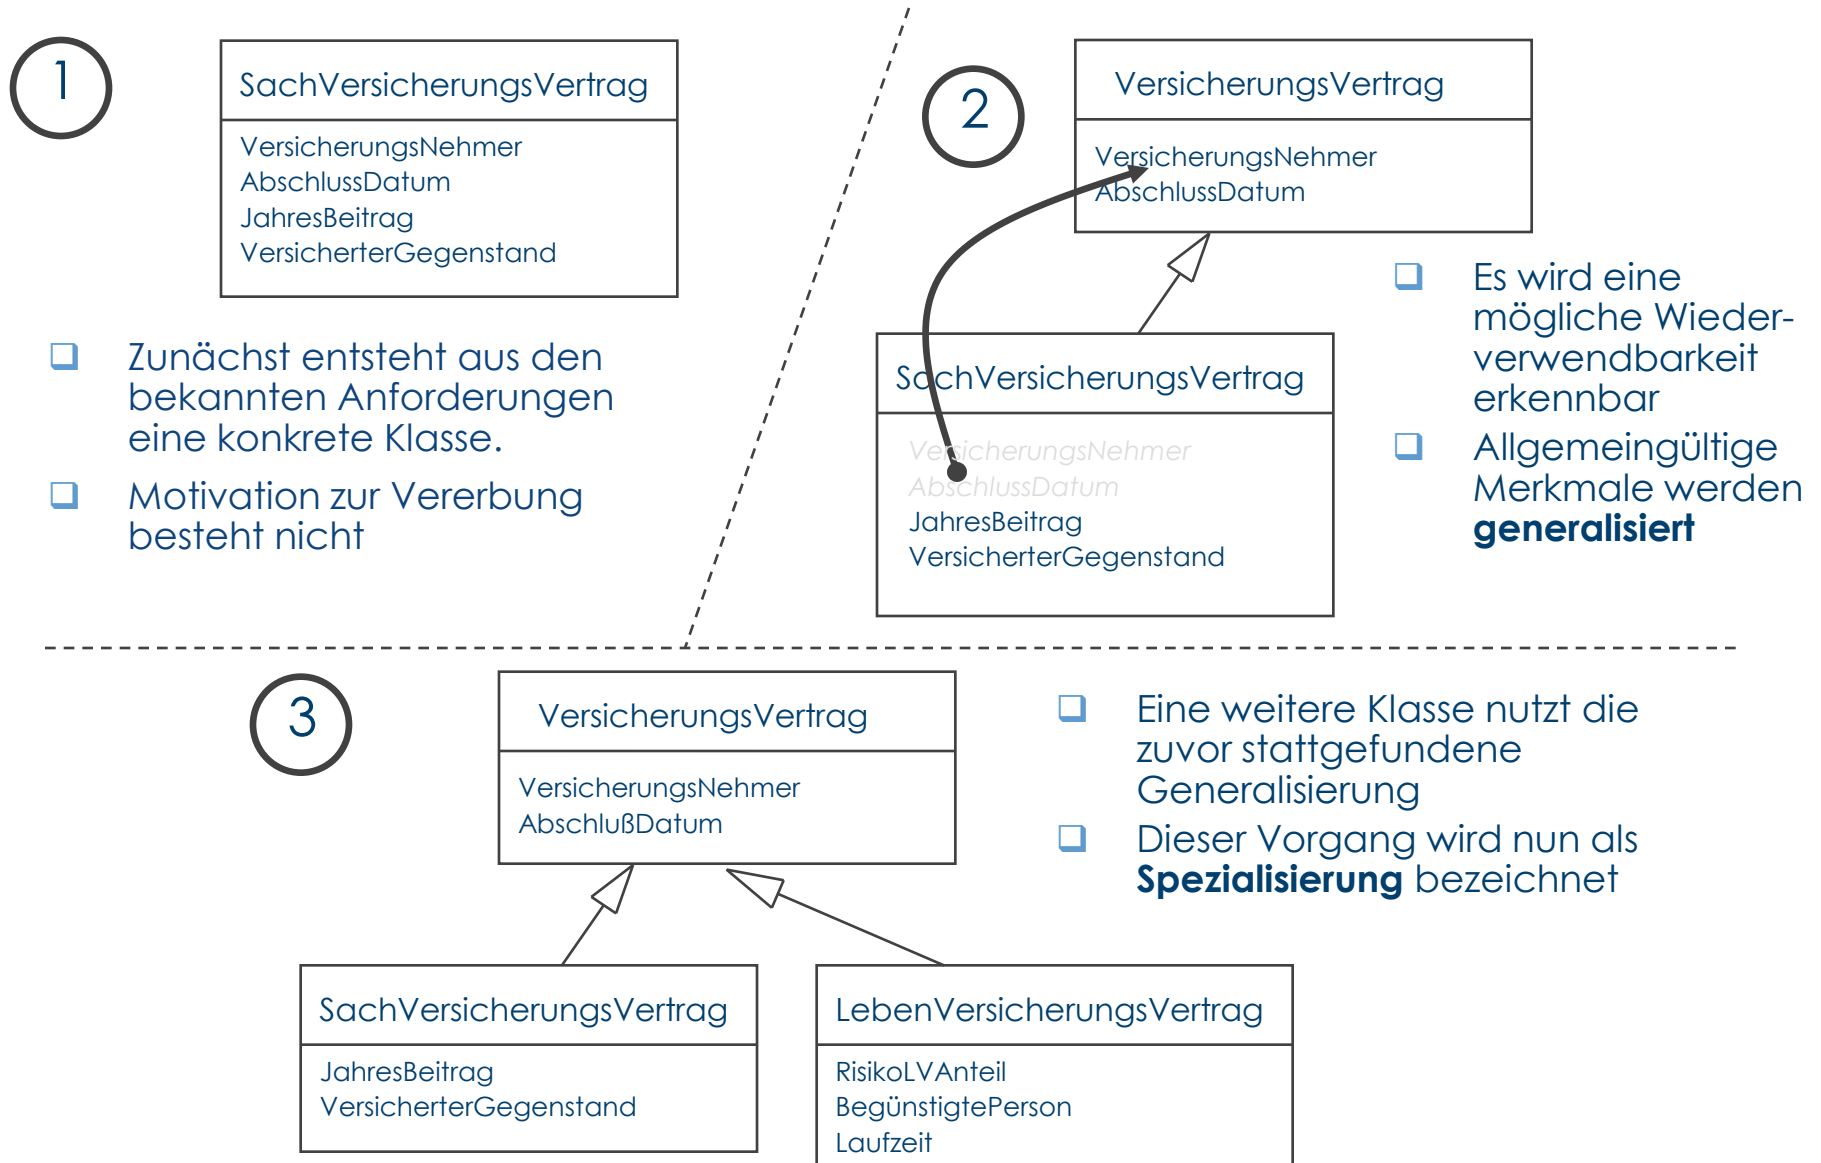 1
SachVersicherungsVertrag
VersicherungsNehmer
AbschlussDatum
JahresBeitrag
VersicherterGegenstand
Zunächst entsteht aus den
bekannten Anforderungen
eine konkrete Klasse.
Motivation zur Vererbung
besteht nicht
2
VersicherungsVertrag
VersicherungsNehmer
AbschlussDatum
SachVersicherungsVertrag
VersicherungsNehmer
AbschlussDatum
JahresBeitrag
VersicherterGegenstand
Es wird eine
mögliche Wieder-
verwendbarkeit
erkennbar
Allgemeingültige
Merkmale werden
generalisiert
3
VersicherungsVertrag
VersicherungsNehmer
AbschlußDatum
SachVersicherungsVertrag
JahresBeitrag
VersicherterGegenstand
LebenVersicherungsVertrag
RisikoLVAnteil
BegünstigtePerson
Laufzeit
Eine weitere Klasse nutzt die
zuvor stattgefundene
Generalisierung
Dieser Vorgang wird nun als
Spezialisierung bezeichnet